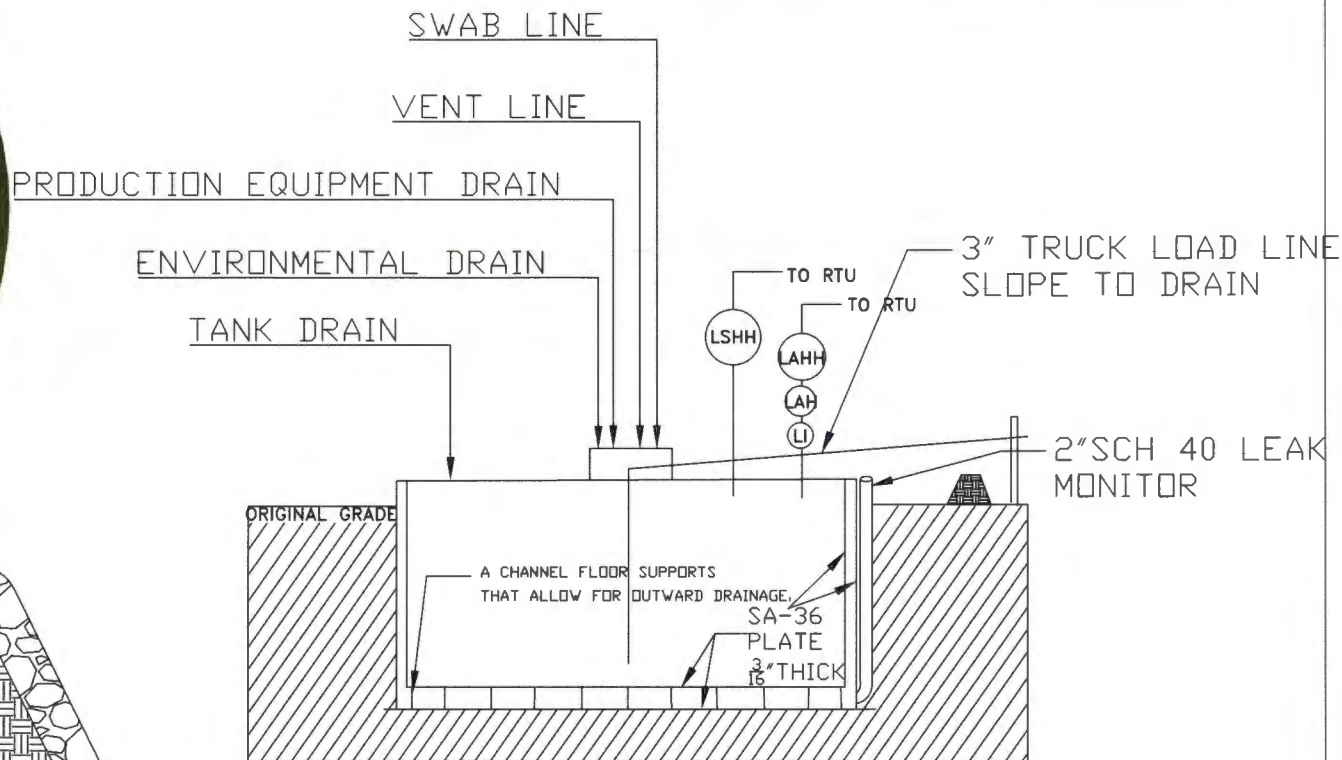 SWAB LINE
VENT LINE
PRODUCTION EQUIPMENT DRAIN
ENVIRONMENTAL DRAIN
TANK DRAIN
TO RTU
TO RTU
3" TRUCK LOAD LINE
SLOPE TO DRAIN
LSHH
LAHH
LAH
LI
2"SCH 40 LEAK
MONITOR
ORIGINAL GRADE
A CHANNEL FLOOR SUPPORTS
THAT ALLOW FOR OUTWARD DRAINAGE.
SA-36
PLATE
3/16"THICK